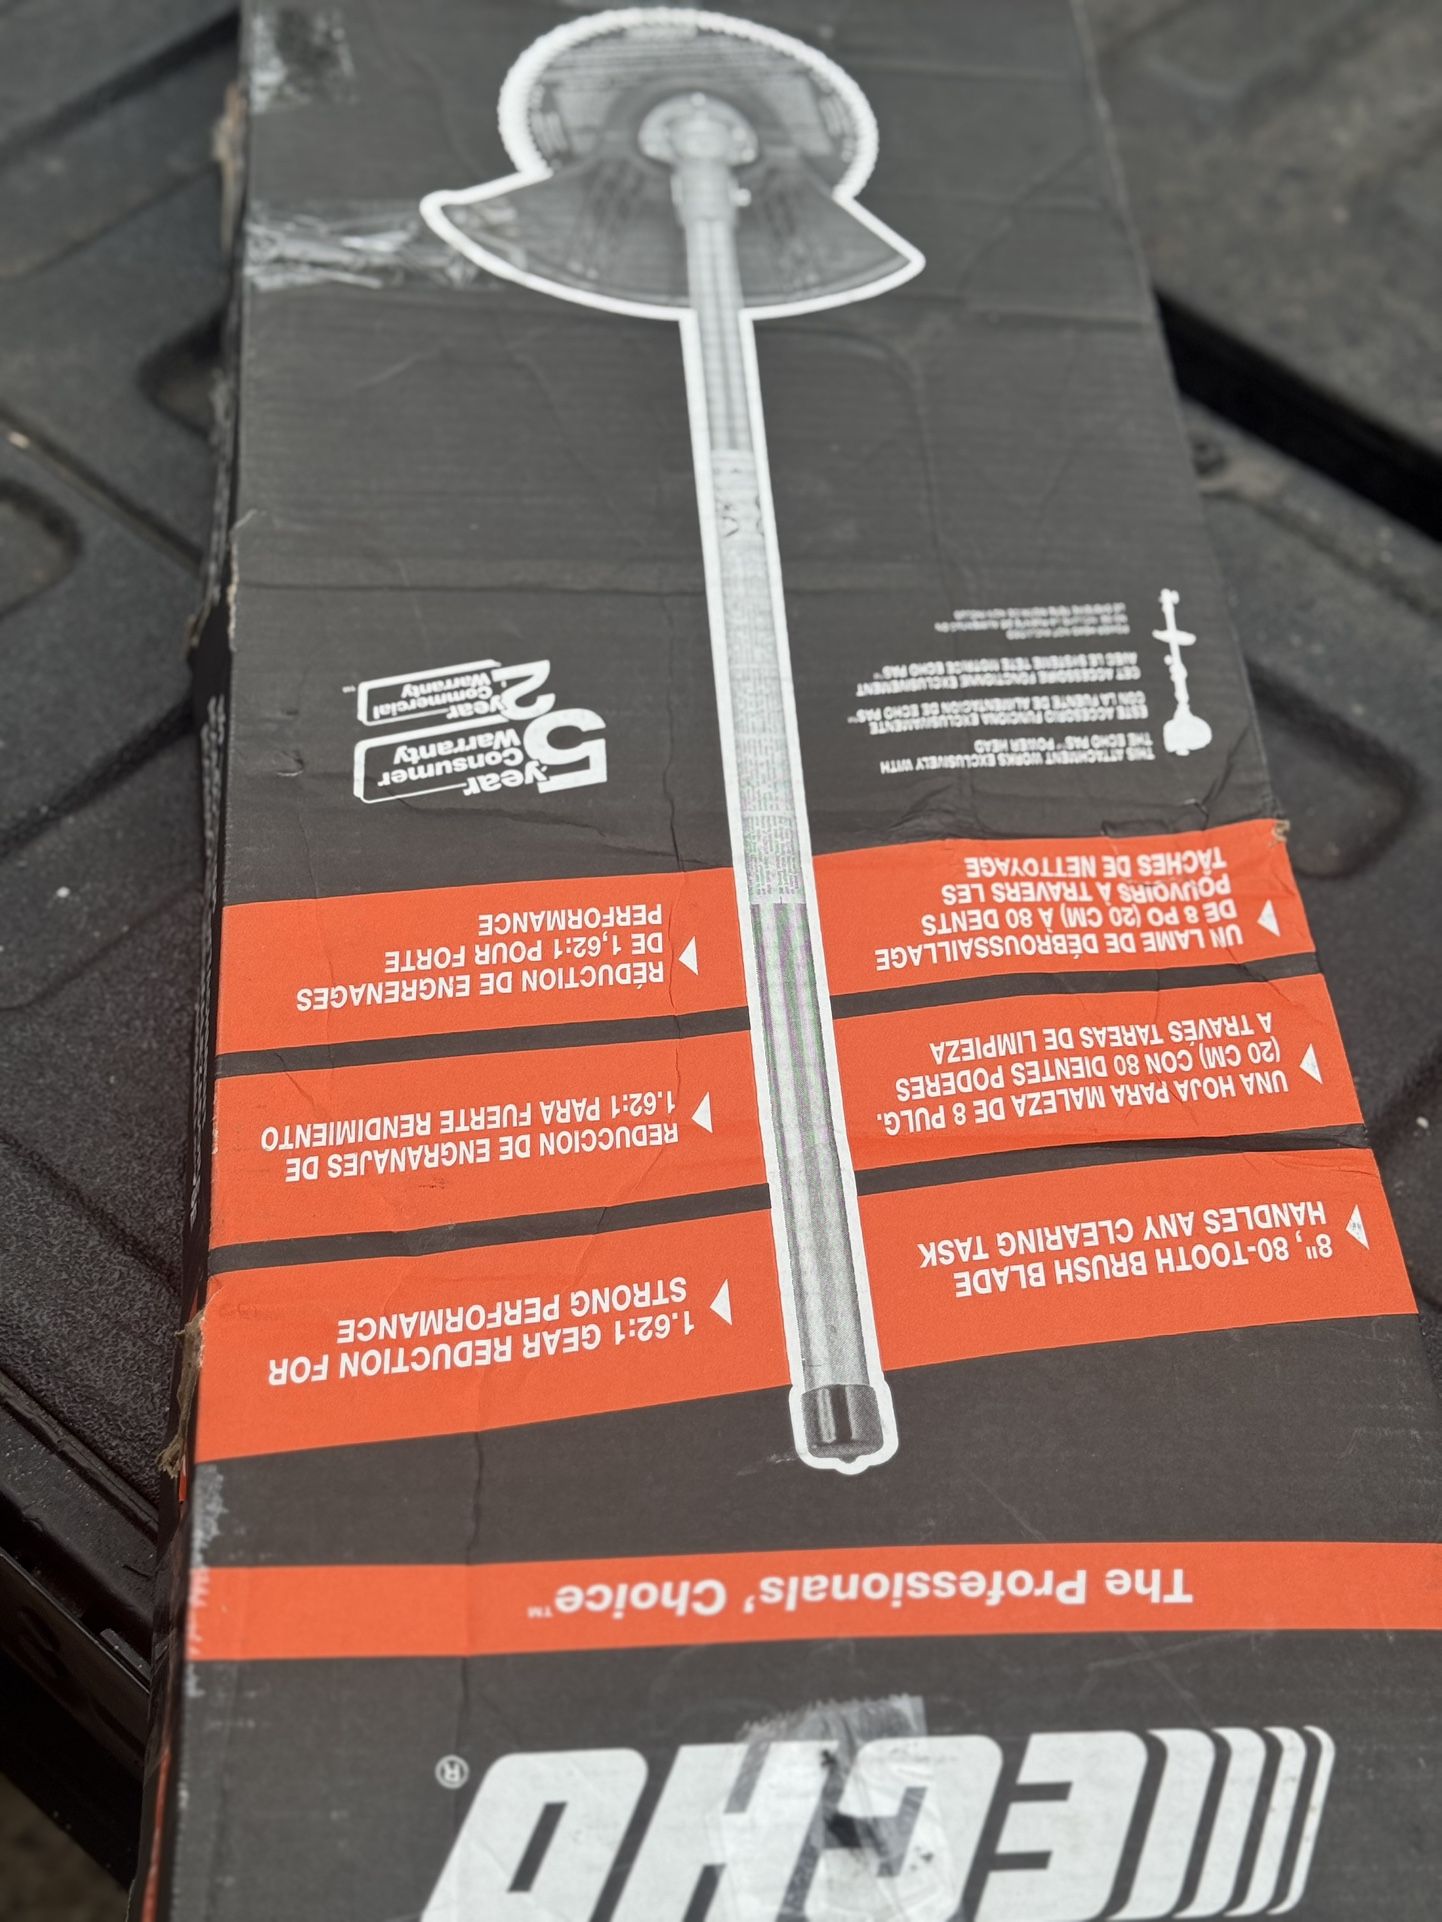 ECHO®
The Professionals' Choice™
8", 80-TOOTH BRUSH BLADE
HANDLES ANY CLEARING TASK
1.62:1 GEAR REDUCTION FOR
STRONG PERFORMANCE
UNA HOJA PARA MALEZA DE 8 PULG.
(20 CM) CON 80 DIENTES PODERES
A TRAVÉS TAREAS DE LIMPIEZA
REDUCCION DE ENGRANAJES DE
1.62:1 PARA FUERTE RENDIMIENTO
UN LAME DE DÉBROUSSAILLAGE
DE 8 PO (20 CM) À 80 DENTS
POUVOIRS À TRAVERS LES
TÂCHES DE NETTOYAGE
RÉDUCTION DE ENGRENAGES
DE 1,62:1 POUR FORTE
PERFORMANCE
THIS ATTACHMENT WORKS EXCLUSIVELY WITH
THE ECHO PAS™ POWER HEAD
ESTE ACCESORIO FUNCIONA EXCLUSIVAMENTE
CON LA FUENTE DE ALIMENTACIÓN DE ECHO PAS™
CET ACCESSOIRE FONCTIONNE EXCLUSIVEMENT
AVEC LE SYSTÈME TÊTE MOTRICE ECHO PAS™
5 year
Consumer
Warranty
2 year
Commercial
Warranty